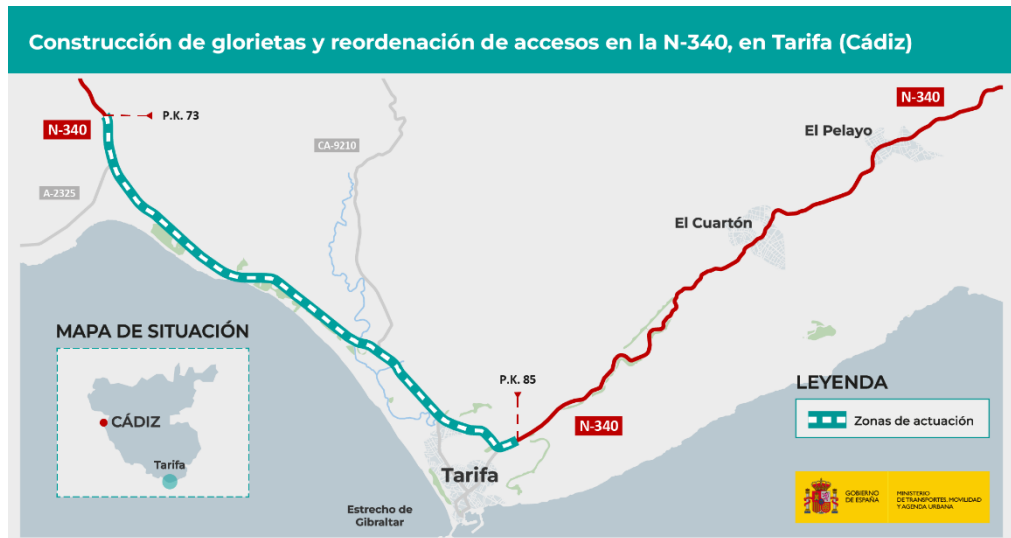 Construcción de glorietas y reordenación de accesos en la N-340, en Tarifa (Cádiz)
P.K. 73
N-340
A-2325
CA-9210
N-340
El Pelayo
El Cuartón
MAPA DE SITUACIÓN
CÁDIZ
Tarifa
P.K. 85
N-340
Tarifa
Estrecho de
Gibraltar
LEYENDA
Zonas de actuación
GOBIERNO
DE ESPAÑA
MINISTERIO
DE TRANSPORTES, MOVILIDAD
Y AGENDA URBANA